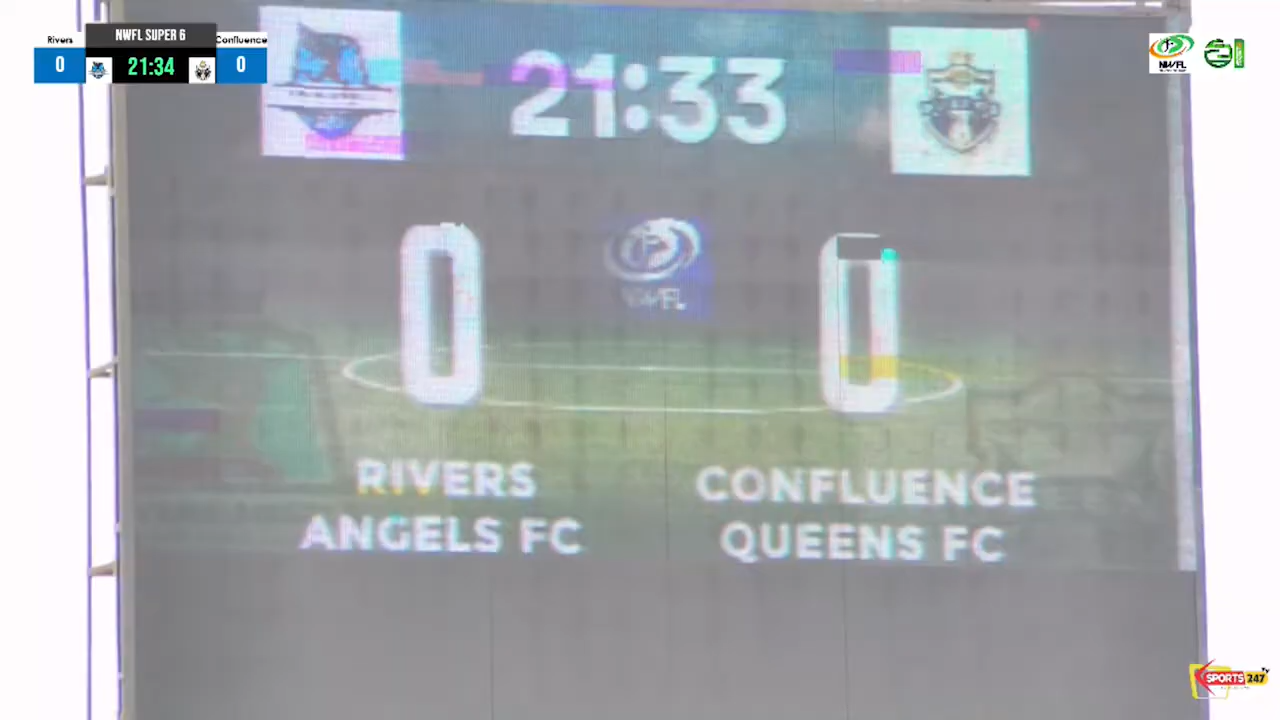 Rivers
NWFL SUPER 6
Confluence
0
21:34
0
NWFL
21:33
0
NWFL
0
RIVERS
ANGELS FC
CONFLUENCE
QUEENS FC
SPORTS 247
TV